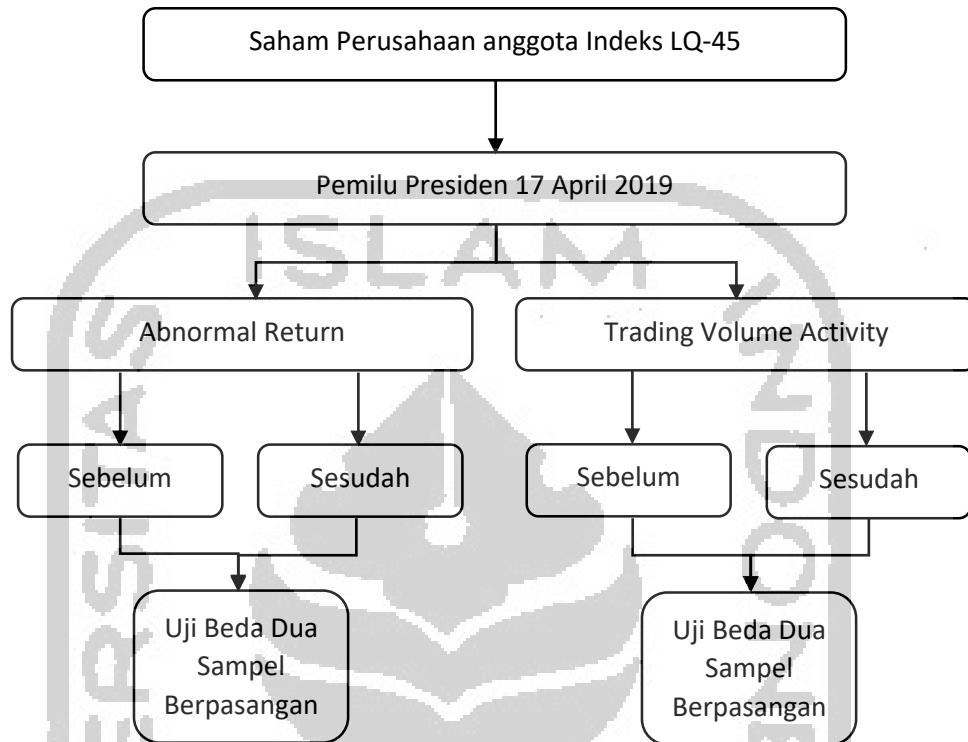 Saham Perusahaan anggota Indeks LQ-45
Pemilu Presiden 17 April 2019
ISLAM
Abnormal Return
Trading Volume Activity
Sebelum
Sesudah
Sebelum
Sesudah
Uji Beda Dua
Sampel
Berpasangan
Uji Beda Dua
Sampel
Berpasangan